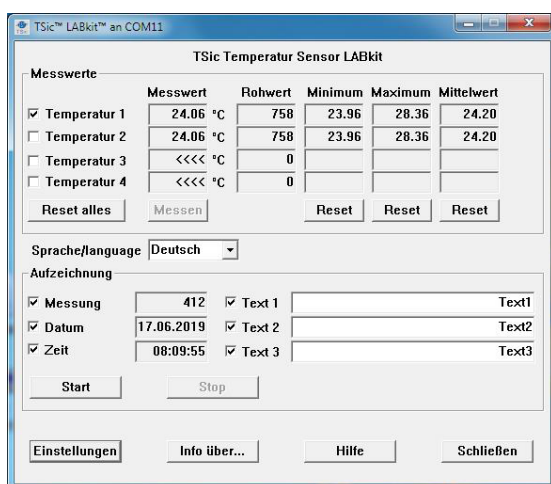 TSic™ LABkit™ an COM11
TSic Temperatur Sensor LABkit
Messwerte
Messwert Rohwert Minimum Maximum Mittelwert
Temperatur 1 24.06 °C 758 23.96 28.36 24.20
Temperatur 2 24.06 °C 758 23.96 28.36 24.20
Temperatur 3 <<<< °C 0
Temperatur 4 <<<< °C 0
Reset alles Messen Reset Reset Reset
Sprache/language Deutsch
Aufzeichnung
Messung 412 Text 1 Text1
Datum 17.06.2019 Text 2 Text2
Zeit 08:09:55 Text 3 Text3
Start Stop
Einstellungen Info über... Hilfe Schließen